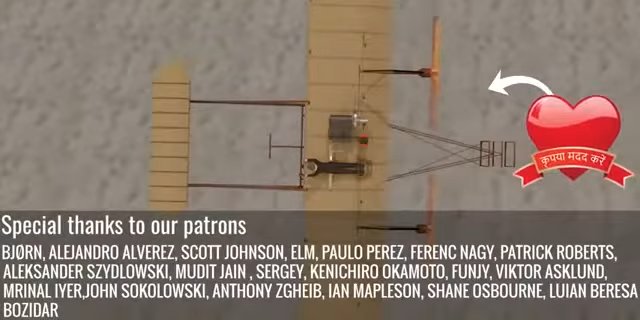 कृपया मदद करें
Special thanks to our patrons
BJØRN, ALEJANDRO ALVEREZ, SCOTT JOHNSON, ELM, PAULO PEREZ, FERENC NAGY, PATRICK ROBERTS,
ALEKSANDER SZYDLOWSKI, MUDIT JAIN , SERGEY, KENICHIRO OKAMOTO, FUNJY, VIKTOR ASKLUND,
MRINAL IYER,JOHN SOKOLOWSKI, ANTHONY ZGHEIB, IAN MAPLESON, SHANE OSBOURNE, LUIAN BERESA
BOZIDAR